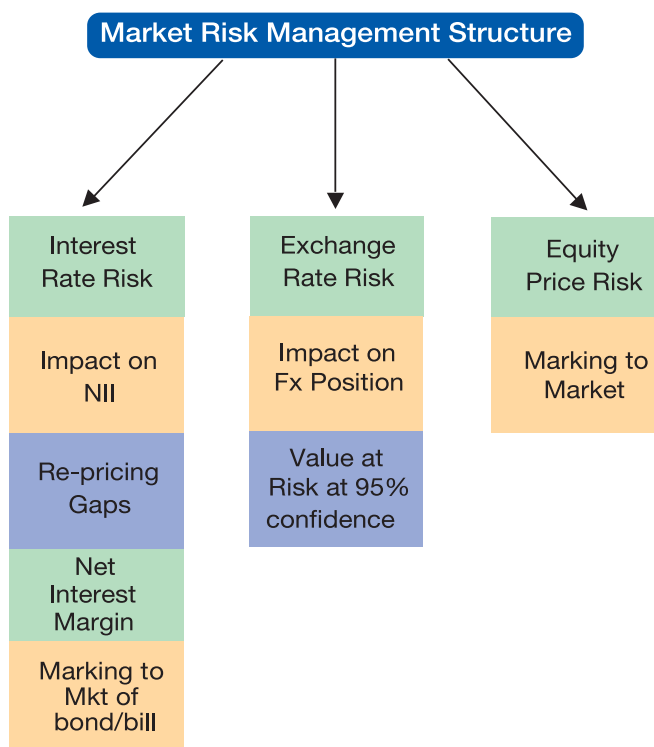 Market Risk Management Structure
Interest
Rate Risk
Impact on
NII
Re-pricing
Gaps
Net
Interest
Margin
Marking to
Mkt of
bond/bill
Exchange
Rate Risk
Impact on
Fx Position
Value at
Risk at 95%
confidence
Equity
Price Risk
Marking to
Market